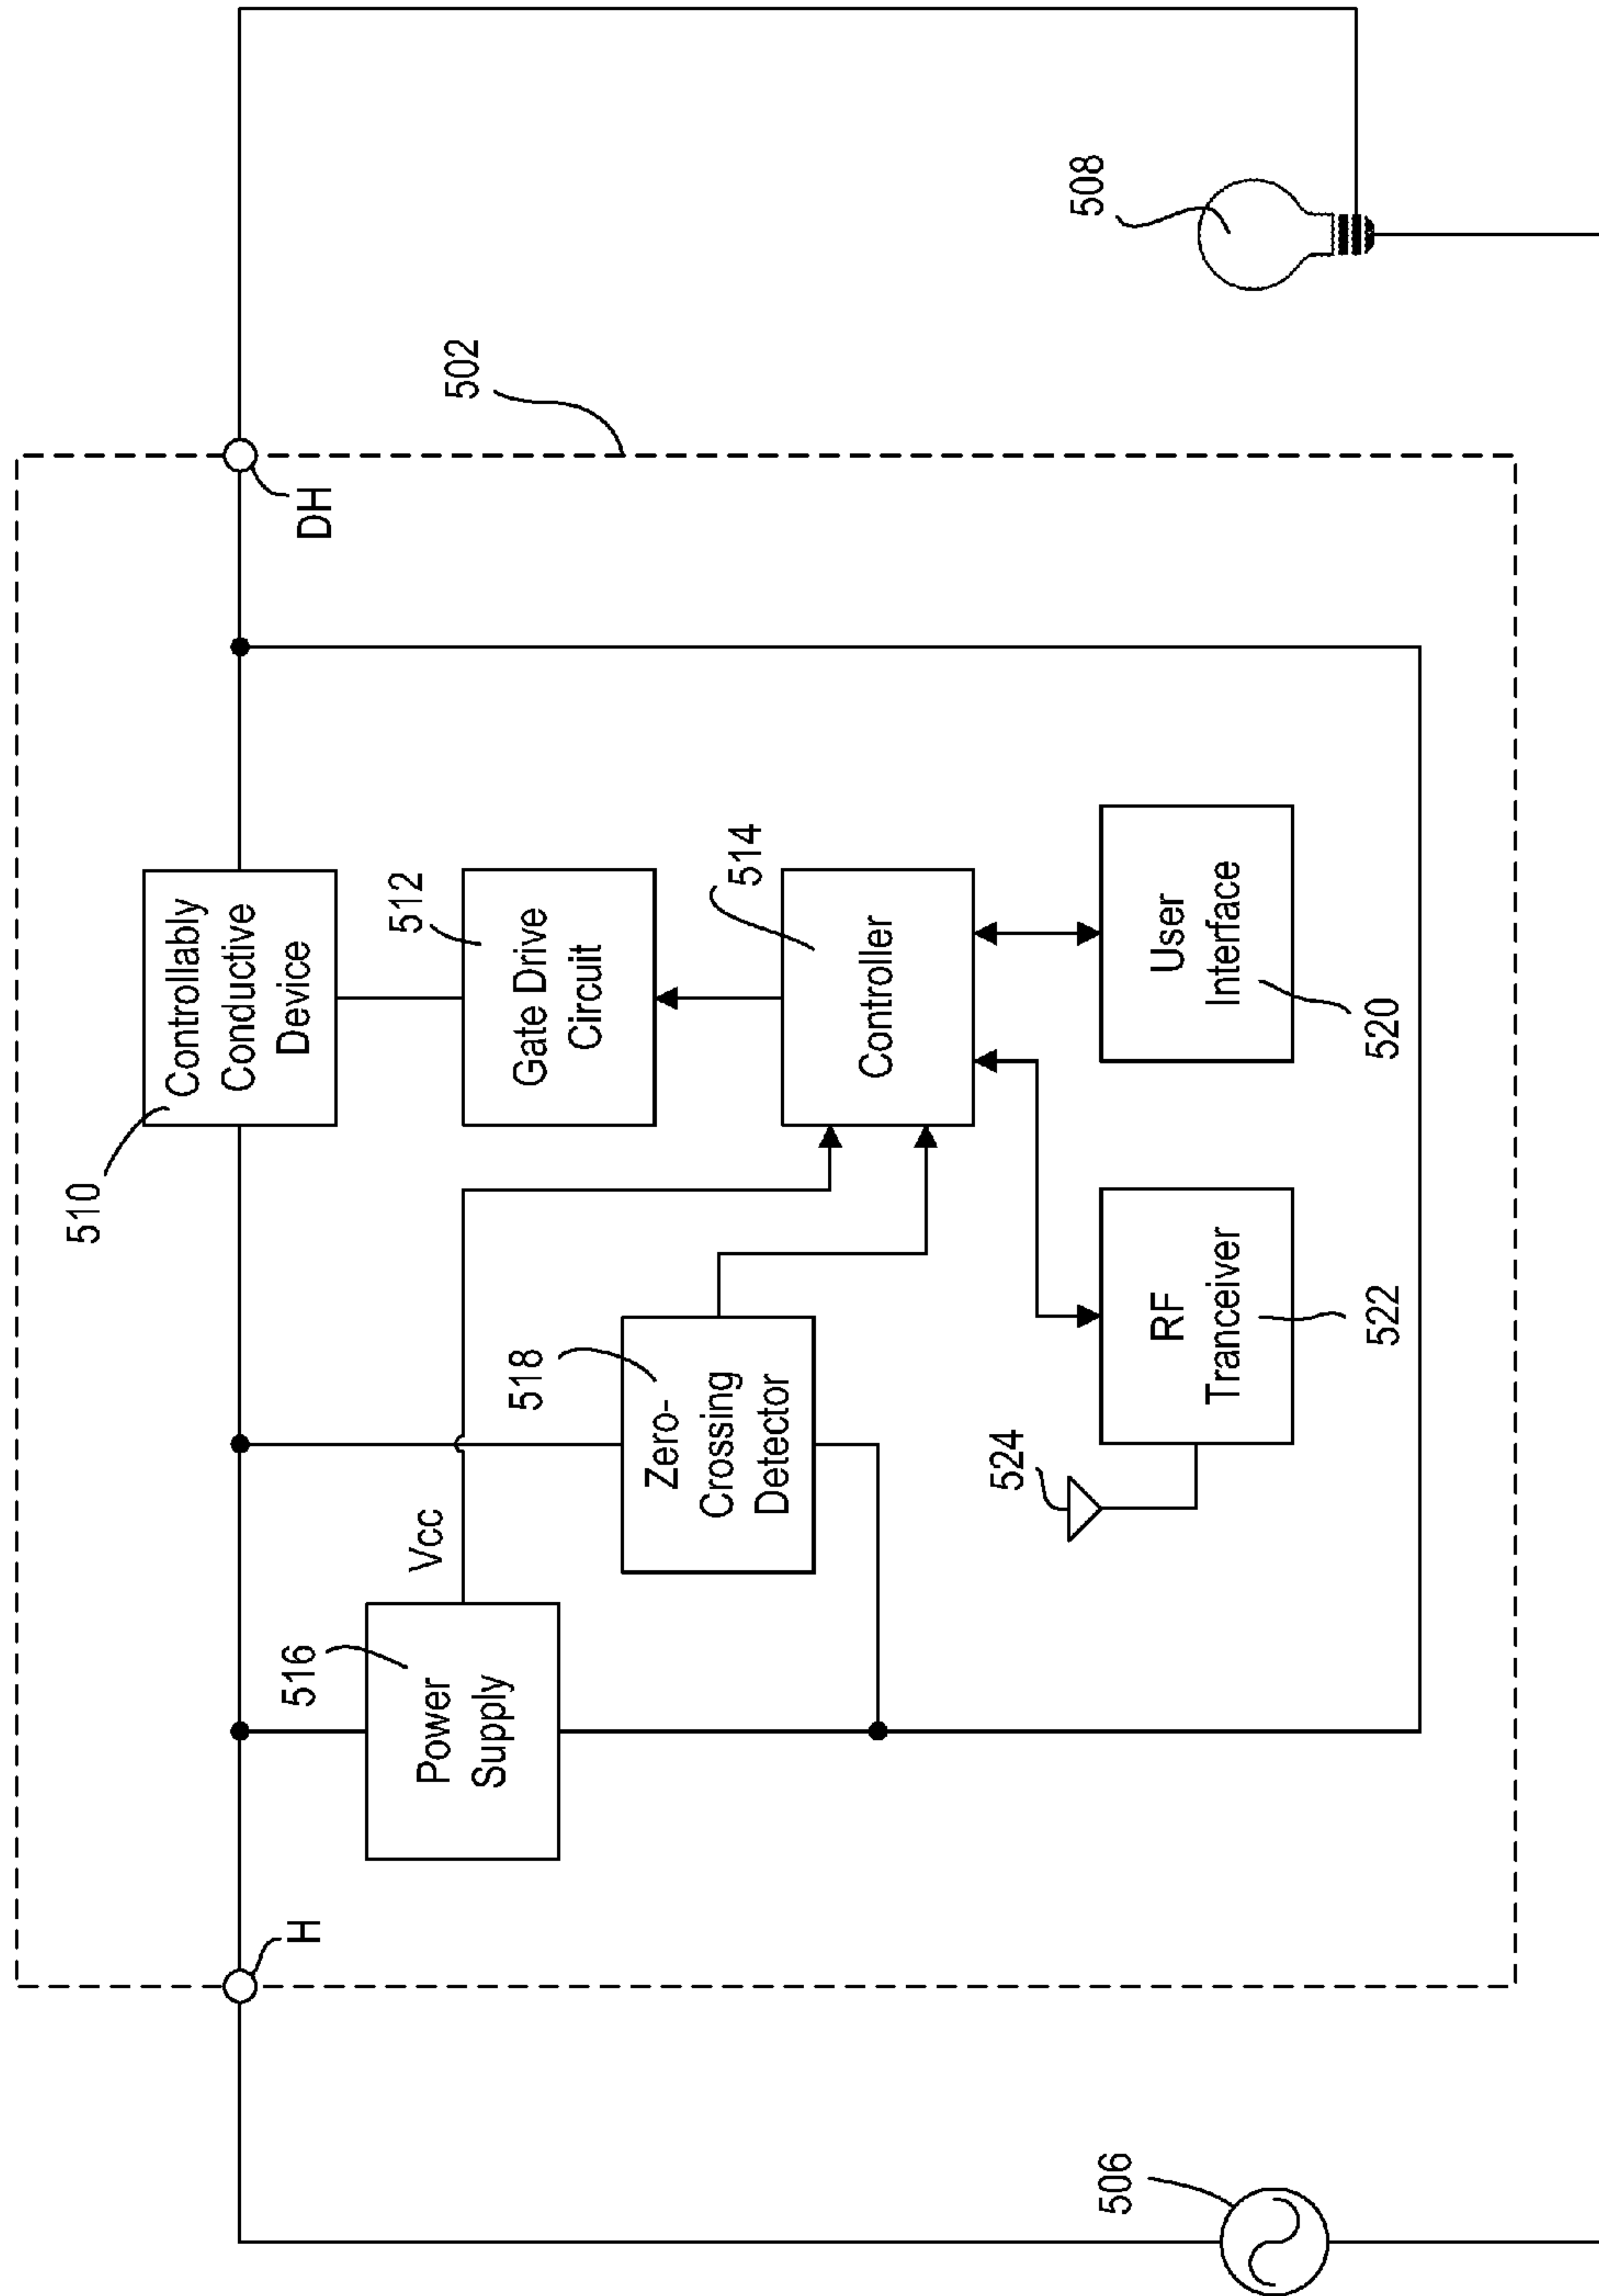 510
Controllably
Conductive
Device
H
DH
502
516
Power
Supply
Vcc
512
Gate Drive
Circuit
518
Zero-
Crossing
Detector
514
Controller
508
506
524
RF
Tranceiver
522
User
Interface
520